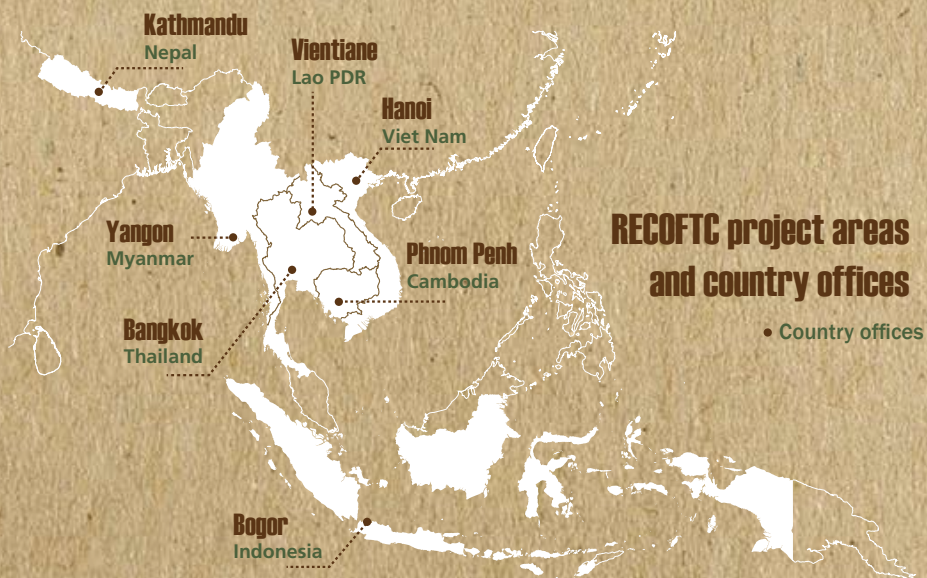 Kathmandu
Nepal
Vientiane
Lao PDR
Hanoi
Viet Nam
Yangon
Myanmar
Phnom Penh
Cambodia
Bangkok
Thailand
Bogor
Indonesia
RECOFTC project areas
and country offices
• Country offices